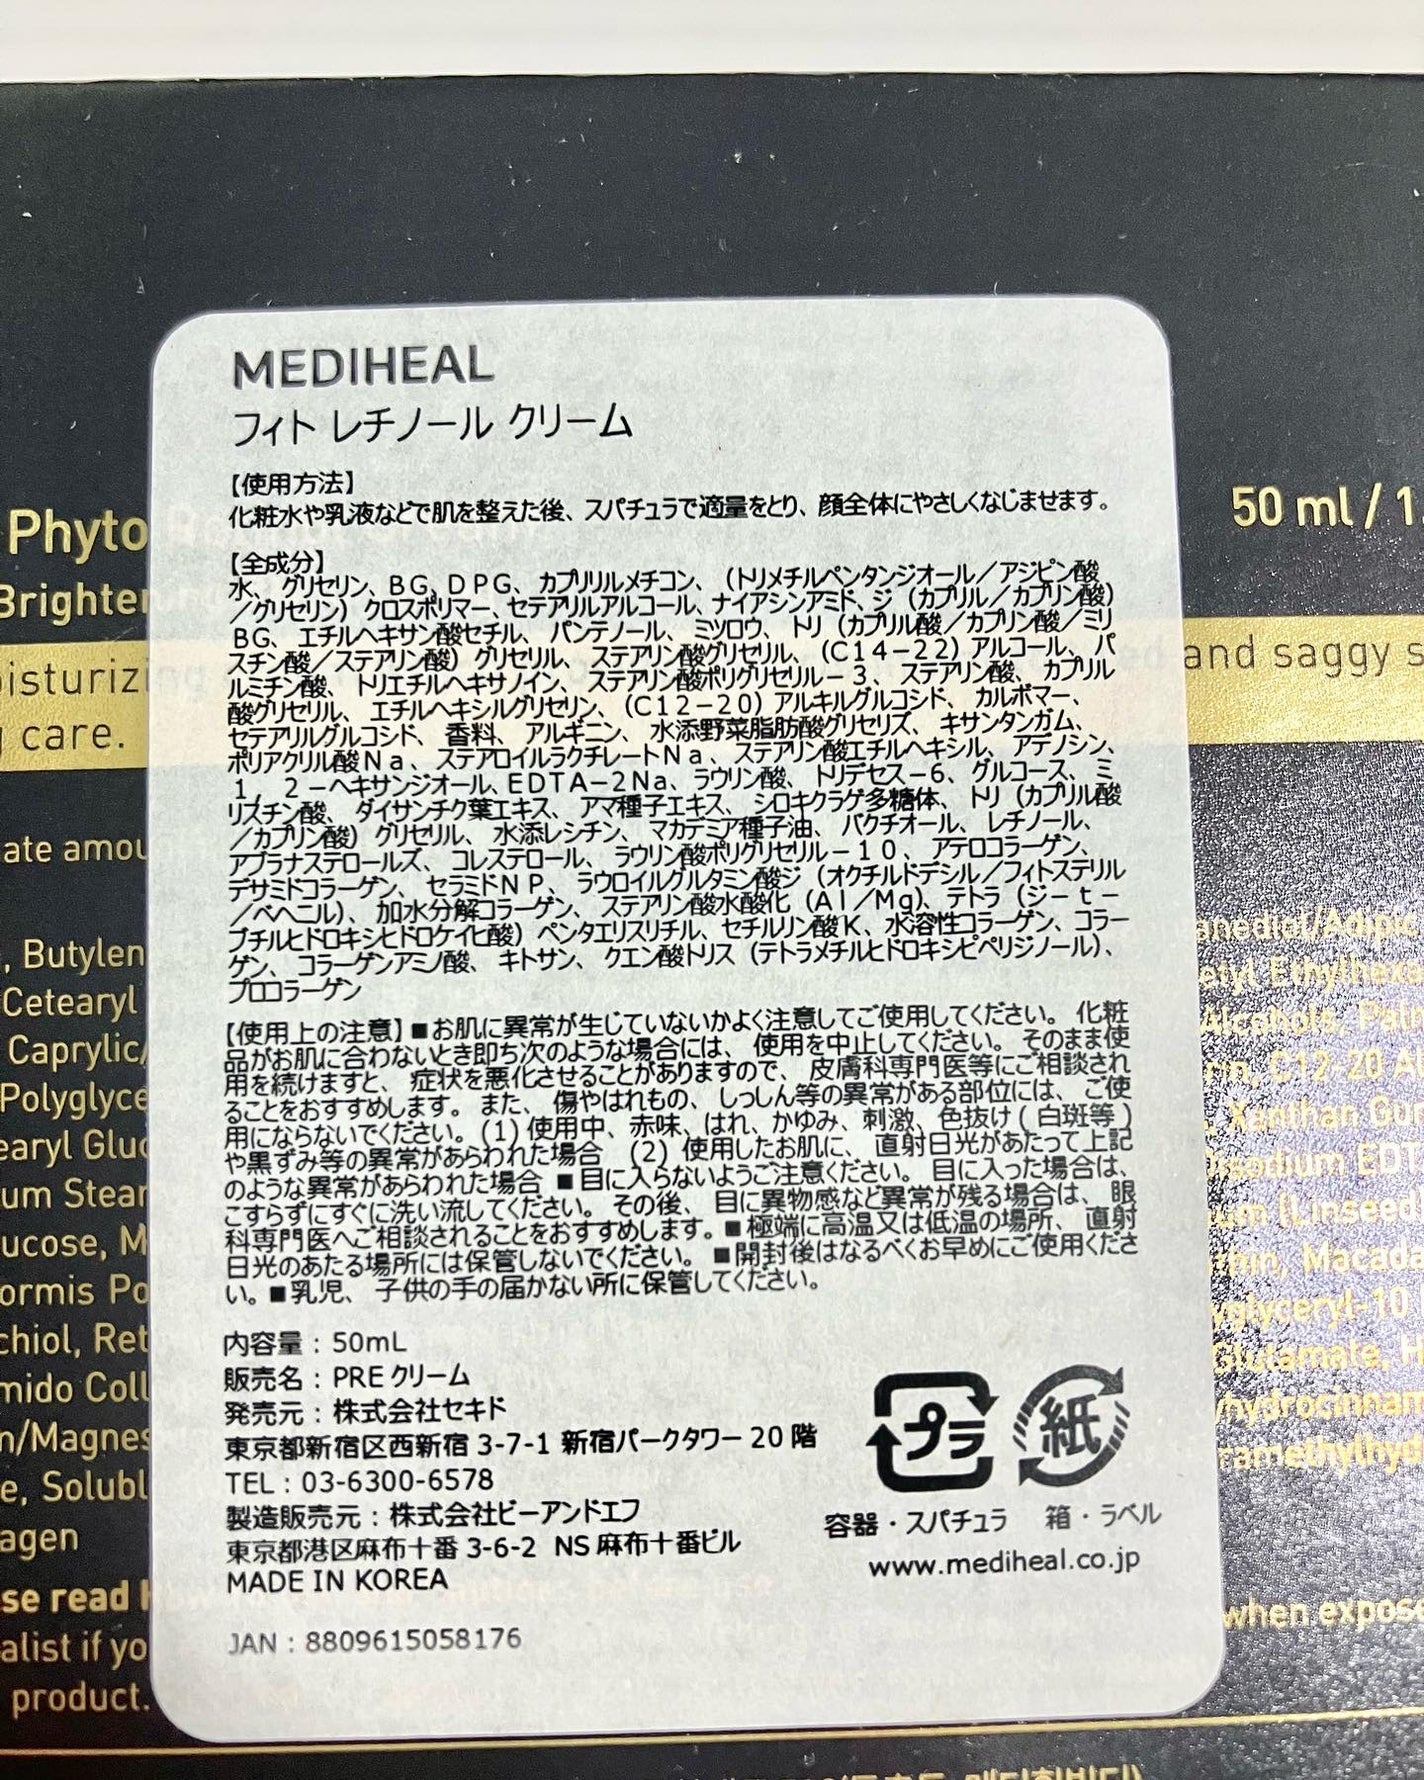 MEDIHEAL
フィト レチノール クリーム
【使用方法】
化粧水や乳液などで肌を整えた後、スパチュラで適量をとり、顔全体にやさしくなじませます。
50 ml / 1
Phyto
Brighten
oisturizing
and saggy s
care.
【全成分】
水、グリセリン、BG、DPG、カプリリルメチコン、（トリメチルペンタンジオール／アジピン酸
／グリセリン）クロスポリマー、セテアリルアルコール、ナイアシンアミド、ジ（カプリル／カプリン酸）
BG、エチルヘキサン酸セチル、パンテノール、ミツロウ、トリ（カプリル酸／カプリン酸／ミリ
スチン酸／ステアリン酸）グリセリル、ステアリン酸グリセリル、（C14−22）アルコール、パ
ルミチン酸、トリエチルヘキサノイン、ステアリン酸ポリグリセリル−3、ステアリン酸、カプリル
酸グリセリル、エチルヘキシルグリセリン、（C12−20）アルキルグルコシド、カルボマー、
セテアリルグルコシド、香料、アルギニン、水添野菜脂肪酸グリセリズ、キサンタンガム、
ポリアクリル酸Na、ステアロイルラクチレートNa、ステアリン酸エチルヘキシル、アデノシン、
1，2−ヘキサンジオール、EDTA−2Na、ラウリン酸、トリデセス−6、グルコース、ミ
リスチン酸、ダイサンチク葉エキス、アマ種子エキス、シロキクラゲ多糖体、トリ（カプリル酸
／カプリン酸）グリセリル、水添レシチン、マカデミア種子油、バクチオール、レチノール、
アブラナステロールズ、コレステロール、ラウリン酸ポリグリセリル−10、アテロコラーゲン、
デサミドコラーゲン、セラミドNP、ラウロイルグルタミン酸ジ（オクチルドデシル／フィトステリル
／ベヘニル）、加水分解コラーゲン、ステアリン酸水酸化（Al／Mg）、テトラ（ジ−t−
ブチルヒドロキシヒドロケイヒ酸）ペンタエリスリチル、セチルリン酸K、水溶性コラーゲン、コラー
ゲン、コラーゲンアミノ酸、キトサン、クエン酸トリス（テトラメチルヒドロキシピペリジノール）、
プロコラーゲン
【使用上の注意】■お肌に異常が生じていないかよく注意してご使用してください。化粧
品がお肌に合わないとき即ち次のような場合には、使用を中止してください。そのまま使
用を続けますと、症状を悪化させることがありますので、皮膚科専門医等にご相談され
ることをおすすめします。また、傷やはれもの、しっしん等の異常がある部位には、ご使
用にならないでください。(1) 使用中、赤味、はれ、かゆみ、刺激、色抜け（白斑等）
や黒ずみ等の異常があらわれた場合 (2) 使用したお肌に、直射日光があたって上記
のような異常があらわれた場合 ■目に入らないようご注意ください。目に入った場合は、
こすらずにすぐに洗い流してください。その後、目に異物感など異常が残る場合は、眼
科専門医へご相談されることをおすすめします。■極端に高温又は低温の場所、直射
日光のあたる場所には保管しないでください。■開封後はなるべくお早めにご使用くださ
い。■乳児、子供の手の届かない所に保管してください。
内容量：50mL
販売名：PREクリーム
発売元：株式会社セキド
東京都新宿区西新宿 3-7-1 新宿パークタワー 20 階
TEL：03-6300-6578
製造販売元：株式会社ビーアンドエフ
東京都港区麻布十番 3-6-2 NS 麻布十番ビル
MADE IN KOREA
JAN：8809615058176
プラ
紙
容器・スパチュラ 箱・ラベル
www.mediheal.co.jp
ate amou
, Butylen
Cetearyl
Caprylic/
Polyglyce
earyl Gluc
um Stear
ucose, M
ormis Po
chiol, Ret
mido Coll
n/Magnes
e, Solubl
agen
se read
alist if yo
product.
anediol/Adipic
etyl Ethylhexa
Alcohols, Palm
rin, C12-20 A
, Xanthan Gum
Disodium EDT
um (Linseed
thin, Macada
yglyceryl-10
Glutamate, H
yhydrocinnam
ramethylhyd
when expose